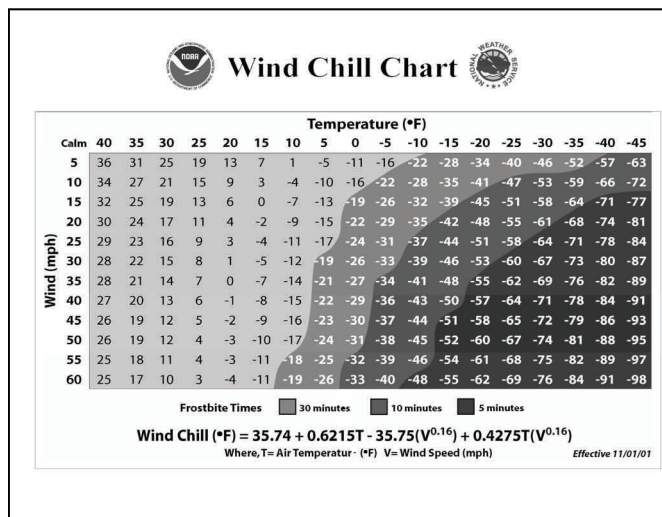 NOAA
Wind Chill Chart
NATIONAL WEATHER SERVICE
Temperature (°F)
Calm 40 35 30 25 20 15 10 5 0 -5 -10 -15 -20 -25 -30 -35 -40 -45
5 36 31 25 19 13 7 1 -5 -11 -16 -22 -28 -34 -40 -46 -52 -57 -63
10 34 27 21 15 9 3 -4 -10 -16 -22 -28 -35 -41 -47 -53 -59 -66 -72
15 32 25 19 13 6 0 -7 -13 -19 -26 -32 -39 -45 -51 -58 -64 -71 -77
20 30 24 17 11 4 -2 -9 -15 -22 -29 -35 -42 -48 -55 -61 -68 -74 -81
25 29 23 16 9 3 -4 -11 -17 -24 -31 -37 -44 -51 -58 -64 -71 -78 -84
30 28 22 15 8 1 -5 -12 -19 -26 -33 -39 -46 -53 -60 -67 -73 -80 -87
35 28 21 14 7 0 -7 -14 -21 -27 -34 -41 -48 -55 -62 -69 -76 -82 -89
40 27 20 13 6 -1 -8 -15 -22 -29 -36 -43 -50 -57 -64 -71 -78 -84 -91
45 26 19 12 5 -2 -9 -16 -23 -30 -37 -44 -51 -58 -65 -72 -79 -86 -93
50 26 19 12 4 -3 -10 -17 -24 -31 -38 -45 -52 -60 -67 -74 -81 -88 -95
55 25 18 11 4 -3 -11 -18 -25 -32 -39 -46 -54 -61 -68 -75 -82 -89 -97
60 25 17 10 3 -4 -11 -19 -26 -33 -40 -48 -55 -62 -69 -76 -84 -91 -98
Wind (mph)
Frostbite Times 30 minutes 10 minutes 5 minutes
Wind Chill (°F) = 35.74 + 0.6215T - 35.75(V^0.16) + 0.4275T(V^0.16)
Where, T= Air Temperatur - (°F) V= Wind Speed (mph) Effective 11/01/01